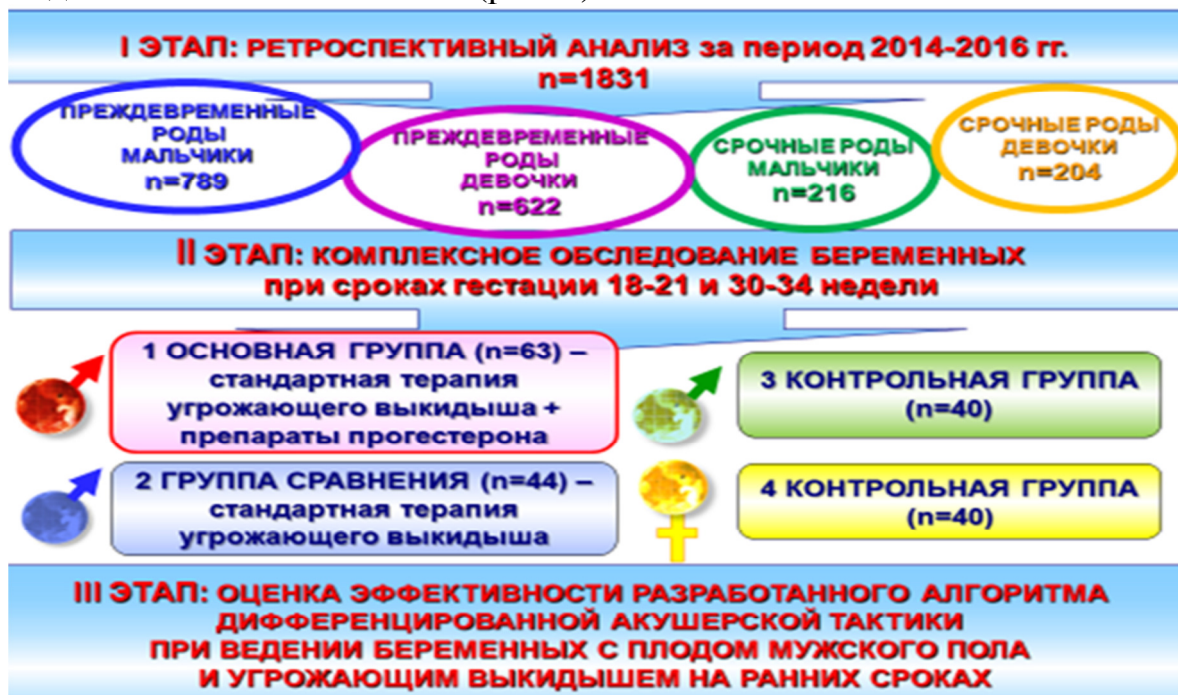 I ЭТАП: РЕТРОСПЕКТИВНЫЙ АНАЛИЗ за период 2014-2016 гг.
n=1831
ПРЕЖДЕВРЕМЕННЫЕ
РОДЫ
МАЛЬЧИКИ
n=789
ПРЕЖДЕВРЕМЕННЫЕ
РОДЫ
ДЕВОЧКИ
n=622
СРОЧНЫЕ РОДЫ
МАЛЬЧИКИ
n=216
СРОЧНЫЕ РОДЫ
ДЕВОЧКИ
n=204
II ЭТАП: КОМПЛЕКСНОЕ ОБСЛЕДОВАНИЕ БЕРЕМЕННЫХ
при сроках гестации 18-21 и 30-34 недели
1 ОСНОВНАЯ ГРУППА (n=63) –
стандартная терапия
угрожающего выкидыша +
препараты прогестерона
2 ГРУППА СРАВНЕНИЯ (n=44) –
стандартная терапия
угрожающего выкидыша
3 КОНТРОЛЬНАЯ ГРУППА
(n=40)
4 КОНТРОЛЬНАЯ ГРУППА
(n=40)
III ЭТАП: ОЦЕНКА ЭФФЕКТИВНОСТИ РАЗРАБОТАННОГО АЛГОРИТМА
ДИФФЕРЕНЦИРОВАННОЙ АКУШЕРСКОЙ ТАКТИКИ
ПРИ ВЕДЕНИИ БЕРЕМЕННЫХ С ПЛОДОМ МУЖСКОГО ПОЛА
И УГРОЖАЮЩИМ ВЫКИДЫШЕМ НА РАННИХ СРОКАХ